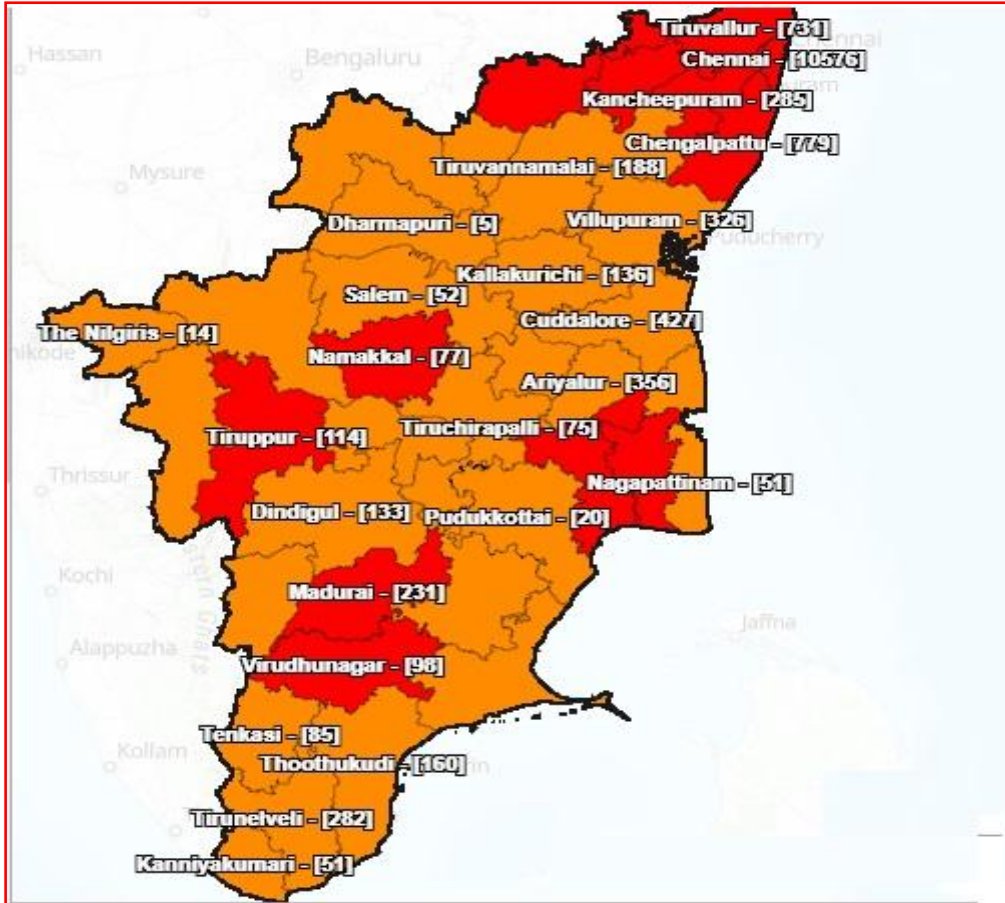 Tiruvallur - [731]
Hassan
Bengaluru
Chennai - [10576]
Kancheepuram - [285]
Chengalpattu - [779]
Mysure
Tiruvannamalai - [188]
Dharmapuri - [5]
Villupuram - [326]
Puducherry
Kallakurichi - [136]
Salem - [52]
Cuddalore - [427]
The Nilgiris - [14]
Namakkal - [77]
Ariyalur - [356]
Tiruppur - [114]
Tiruchirapalli - [75]
Thrissur
Nagapattinam - [51]
Dindigul - [133]
Pudukkottai - [20]
Kochi
Madurai - [231]
Jaffna
Alappuzha
Virudhunagar - [98]
Tenkasi - [85]
Kollam
Thoothukudi - [160]
Tirunelveli - [282]
Kanniyakumari - [51]